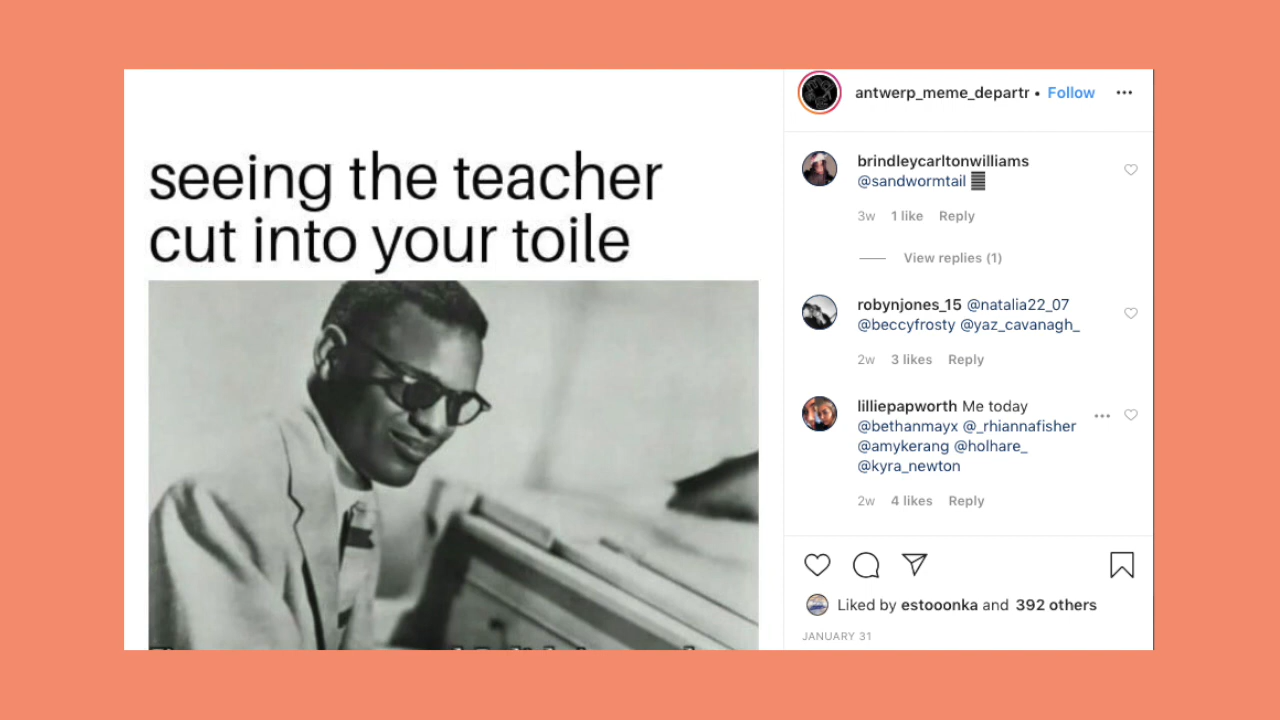 seeing the teacher
cut into your toile
antwerp_meme_departr • Follow
brindleycarltonwilliams
@sandwormtail
3w 1 like Reply
View replies (1)
robynjones_15 @natalia22_07
@beccyfrosty @yaz_cavanagh_
2w 3 likes Reply
lilliepapworth Me today
@bethanmayx @_rhiannafisher
@amykerang @holhare_
@kyra_newton
2w 4 likes Reply
Liked by estooonka and 392 others
JANUARY 31